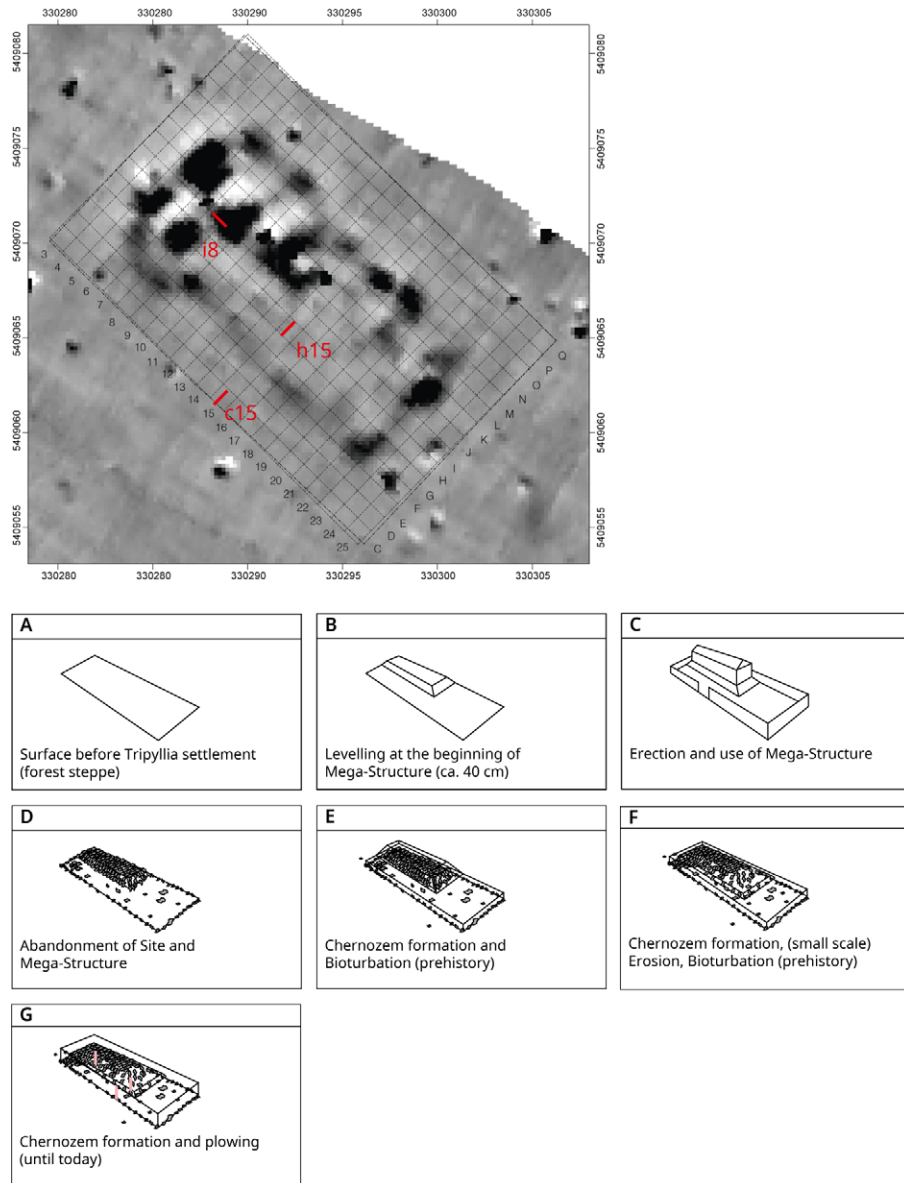 330280 330280 330290 330295 330300 330305
5409080 5409080
5409075 5409075
5409070 5409070
5409065 5409065
5409060 5409060
5409055 5409055
i8
h15
c15
3
4
5
6
7
8
9
10
11
12
13
14
15
16
17
18
19
20
21
22
23
24
25
C
D
E
F
G
H
I
J
K
L
M
N
O
P
Q
330280 330280 330290 330295 330300 330305
A
Surface before Tripyllia settlement
(forest steppe)
B
Levelling at the beginning of
Mega-Structure (ca. 40 cm)
C
Erection and use of Mega-Structure
D
Abandonment of Site and
Mega-Structure
E
Chernozem formation and
Bioturbation (prehistory)
F
Chernozem formation, (small scale)
Erosion, Bioturbation (prehistory)
G
Chernozem formation and plowing
(until today)